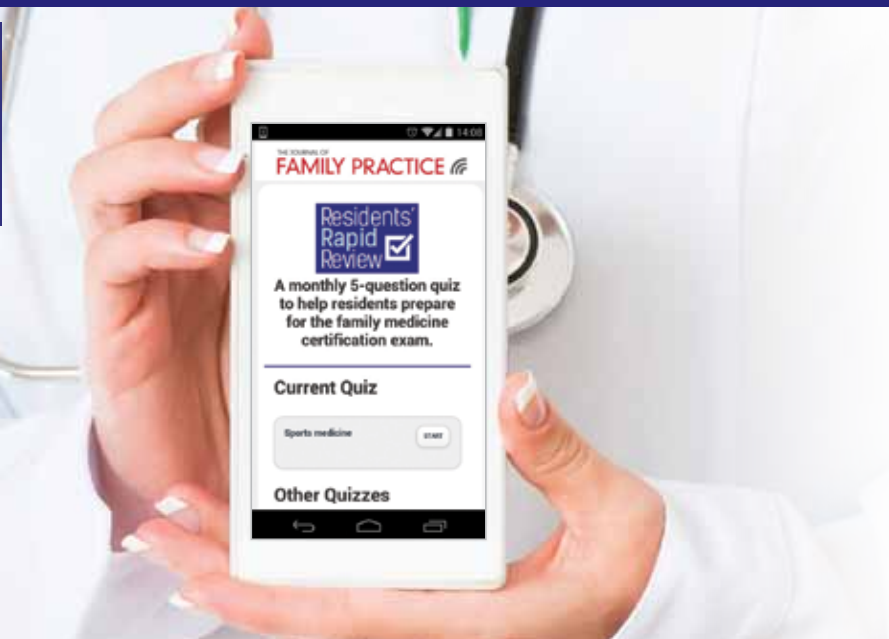 14:08
THE JOURNAL OF
FAMILY PRACTICE
Residents'
Rapid
Review
A monthly 5-question quiz
to help residents prepare
for the family medicine
certification exam.
Current Quiz
Sports medicine START
Other Quizzes